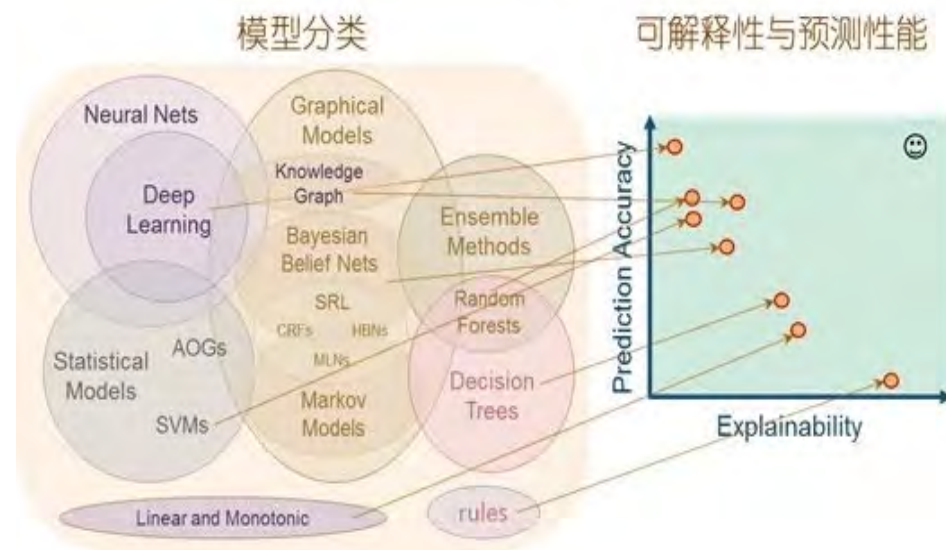 模型分类
可解释性与预测性能
Neural Nets
Deep
Learning
Graphical
Models
Knowledge
Graph
Bayesian
Belief Nets
SRL
CRFs
HBNs
MLNs
Markov
Models
Ensemble
Methods
Random
Forests
Decision
Trees
Statistical
Models
AOGs
SVMs
Linear and Monotonic
rules
Prediction Accuracy
Explainability